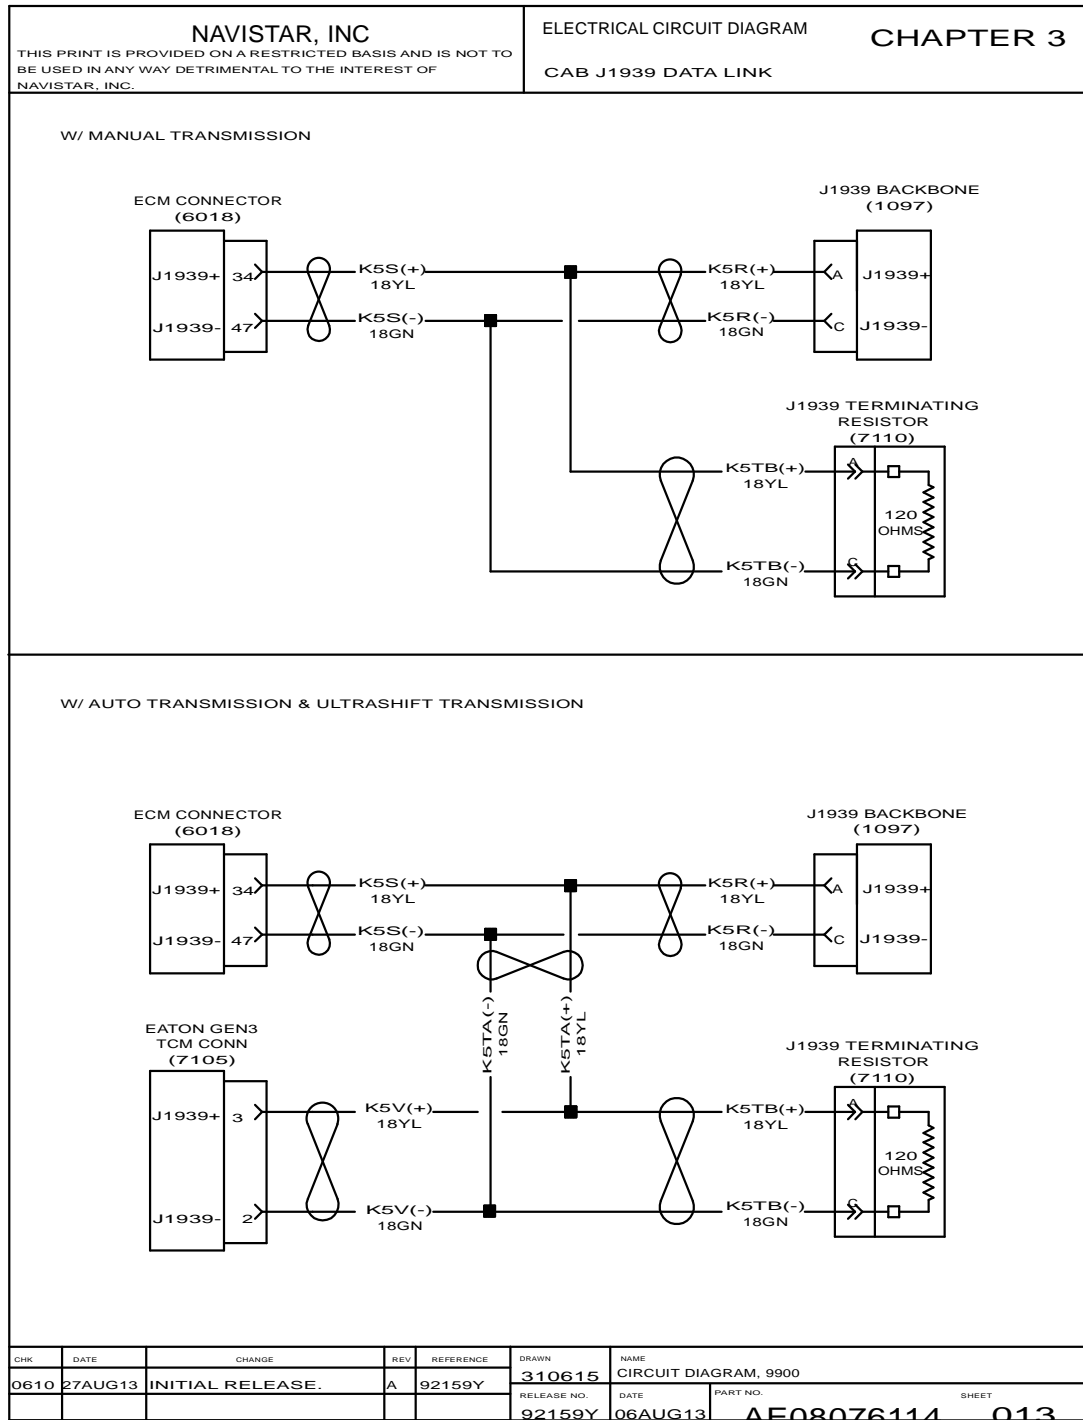 NAVISTAR, INC
THIS PRINT IS PROVIDED ON A RESTRICTED BASIS AND IS NOT TO
BE USED IN ANY WAY DETRIMENTAL TO THE INTEREST OF
NAVISTAR, INC.
ELECTRICAL CIRCUIT DIAGRAM
CAB J1939 DATA LINK
CHAPTER 3
W/ MANUAL TRANSMISSION
ECM CONNECTOR
(6018)
J1939+ 34
J1939- 47
K5S(+)
18YL
K5S(-)
18GN
K5R(+)
18YL
K5R(-)
18GN
J1939 BACKBONE
(1097)
A J1939+
C J1939-
J1939 TERMINATING
RESISTOR
(7110)
K5TB(+)
18YL
A
120
OHMS
K5TB(-)
18GN
C
W/ AUTO TRANSMISSION & ULTRASHIFT TRANSMISSION
ECM CONNECTOR
(6018)
J1939+ 34
J1939- 47
K5S(+)
18YL
K5S(-)
18GN
K5R(+)
18YL
K5R(-)
18GN
J1939 BACKBONE
(1097)
A J1939+
C J1939-
K5TA(-)
18GN
K5TA(+)
18YL
EATON GEN3
TCM CONN
(7105)
J1939+ 3
J1939- 2
K5V(+)
18YL
K5V(-)
18GN
J1939 TERMINATING
RESISTOR
(7110)
K5TB(+)
18YL
A
120
OHMS
K5TB(-)
18GN
C
CHK DATE CHANGE REV REFERENCE
0610 27AUG13 INITIAL RELEASE. A 92159Y
DRAWN
310615
NAME
CIRCUIT DIAGRAM, 9900
RELEASE NO.
92159Y
DATE
06AUG13
PART NO.
AE08076114
SHEET
013